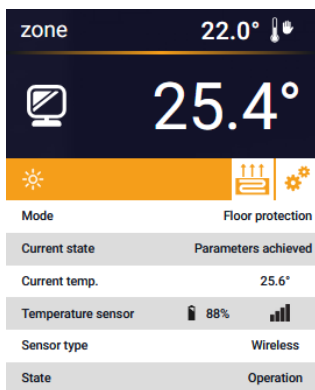 zone 22.0°
25.4°
Mode Floor protection
Current state Parameters achieved
Current temp. 25.6°
Temperature sensor 88%
Sensor type Wireless
State Operation